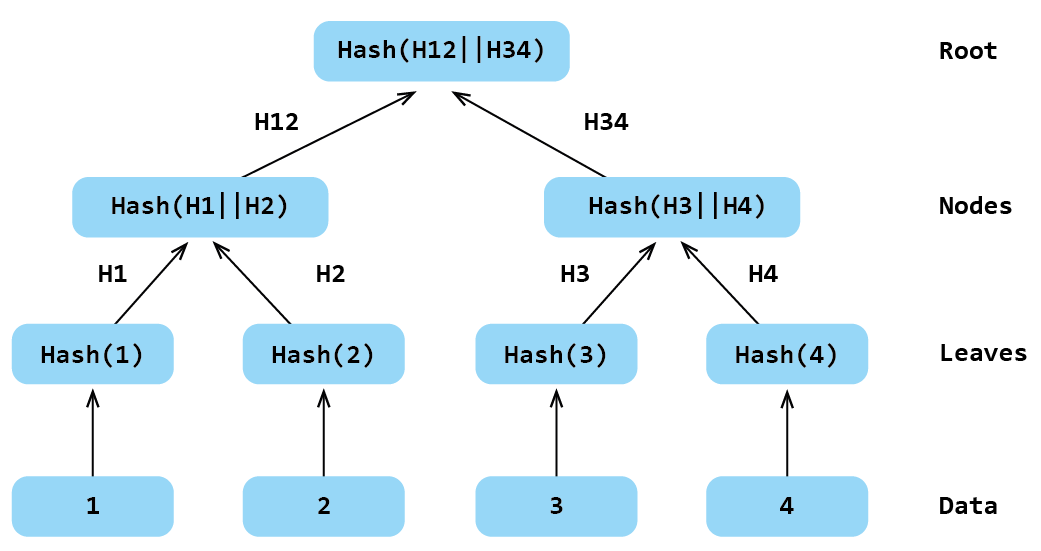 Hash(H12||H34) Root
H12 H34
Hash(H1||H2) Hash(H3||H4) Nodes
H1 H2 H3 H4
Hash(1) Hash(2) Hash(3) Hash(4) Leaves
1 2 3 4 Data